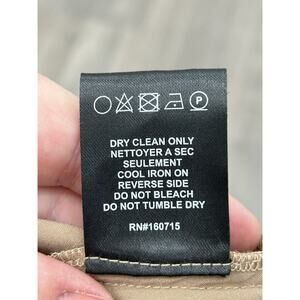 P
DRY CLEAN ONLY
NETTOYER A SEC
SEULEMENT
COOL IRON ON
REVERSE SIDE
DO NOT BLEACH
DO NOT TUMBLE DRY
RN#160715